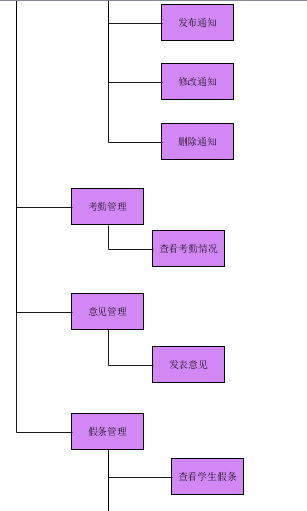 发布通知
修改通知
删除通知
考勤管理
查看考勤情况
意见管理
发表意见
假条管理
查看学生假条